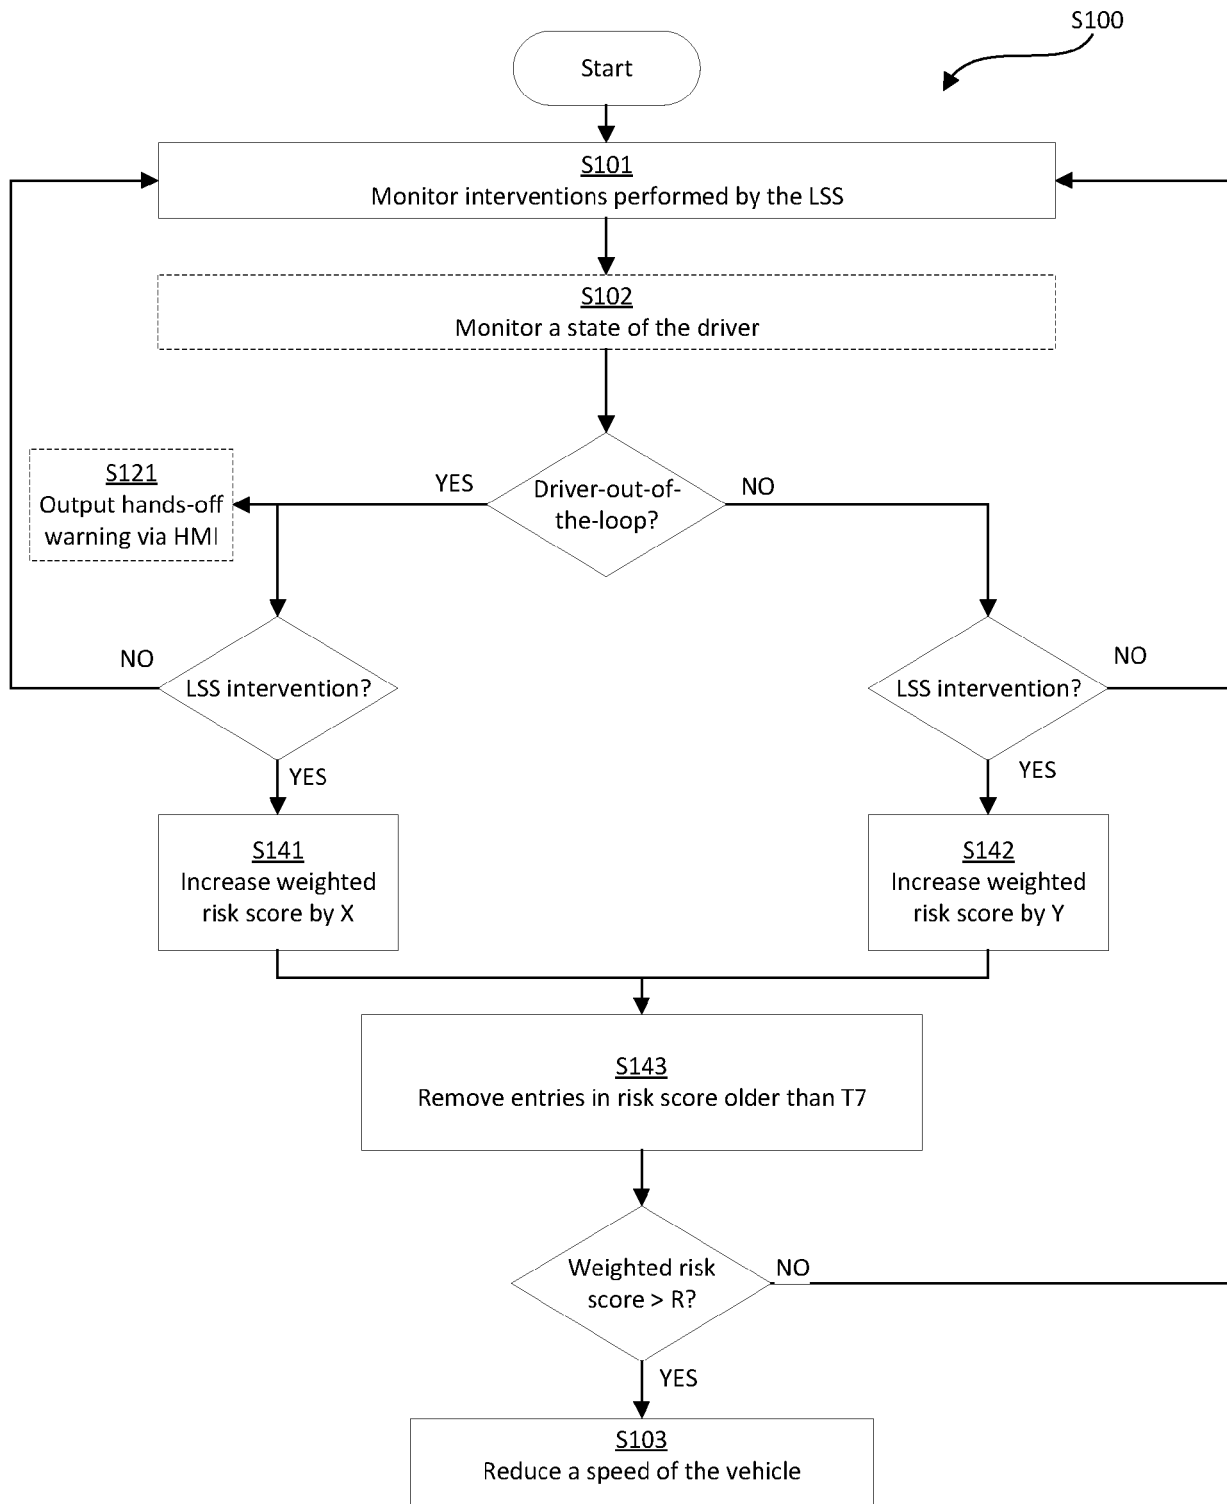 S100
Start
S101
Monitor interventions performed by the LSS
S102
Monitor a state of the driver
S121
Output hands-off
warning via HMI
YES
Driver-out-of-
the-loop?
NO
NO
LSS intervention?
YES
LSS intervention?
NO
YES
S141
Increase weighted
risk score by X
S142
Increase weighted
risk score by Y
S143
Remove entries in risk score older than T7
Weighted risk
score > R?
NO
YES
S103
Reduce a speed of the vehicle